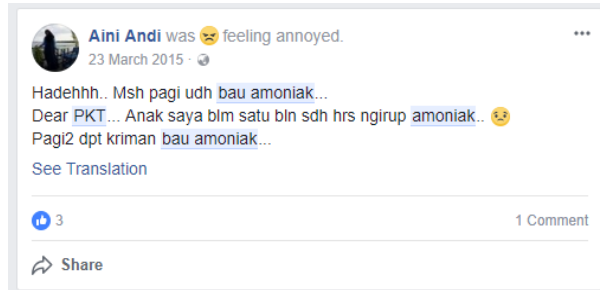 Aini Andi was 😠 feeling annoyed.
23 March 2015 ·
Hadehhh.. Msh pagi udh bau amoniak...
Dear PKT... Anak saya blm satu bln sdh hrs ngirup amoniak.. 😟
Pagi2 dpt kriman bau amoniak...
See Translation
3
1 Comment
Share